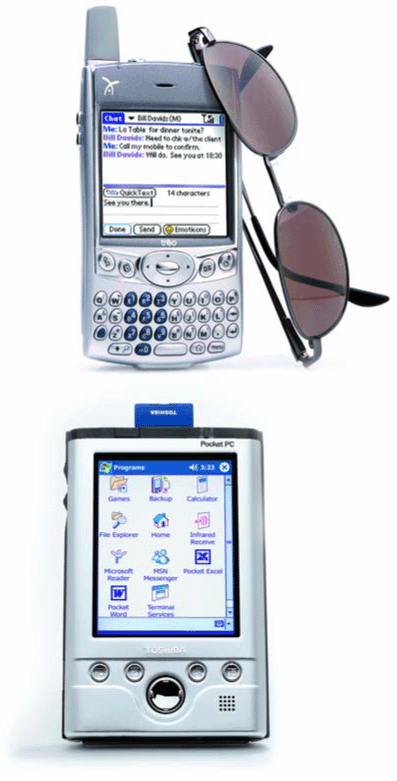 Chat ▼ Bill Davids (M)
Me: La Table for dinner tonite?
Bill Davids: Need to chk w/the client
Me: Call my mobile to confirm.
Bill Davids: Will do. See you at 18:30
QuickText 14 characters
See you there.
Done Send Emoticons
treo
Q W E R T Y U I O P
menu
TOSHIBA
Pocket PC
Programs 3:33
Games Backup Calculator
File Explorer Home Infrared
Receive
Microsoft
Reader MSN
Messenger Pocket Excel
Pocket
Word Terminal
Services
TOSHIBA